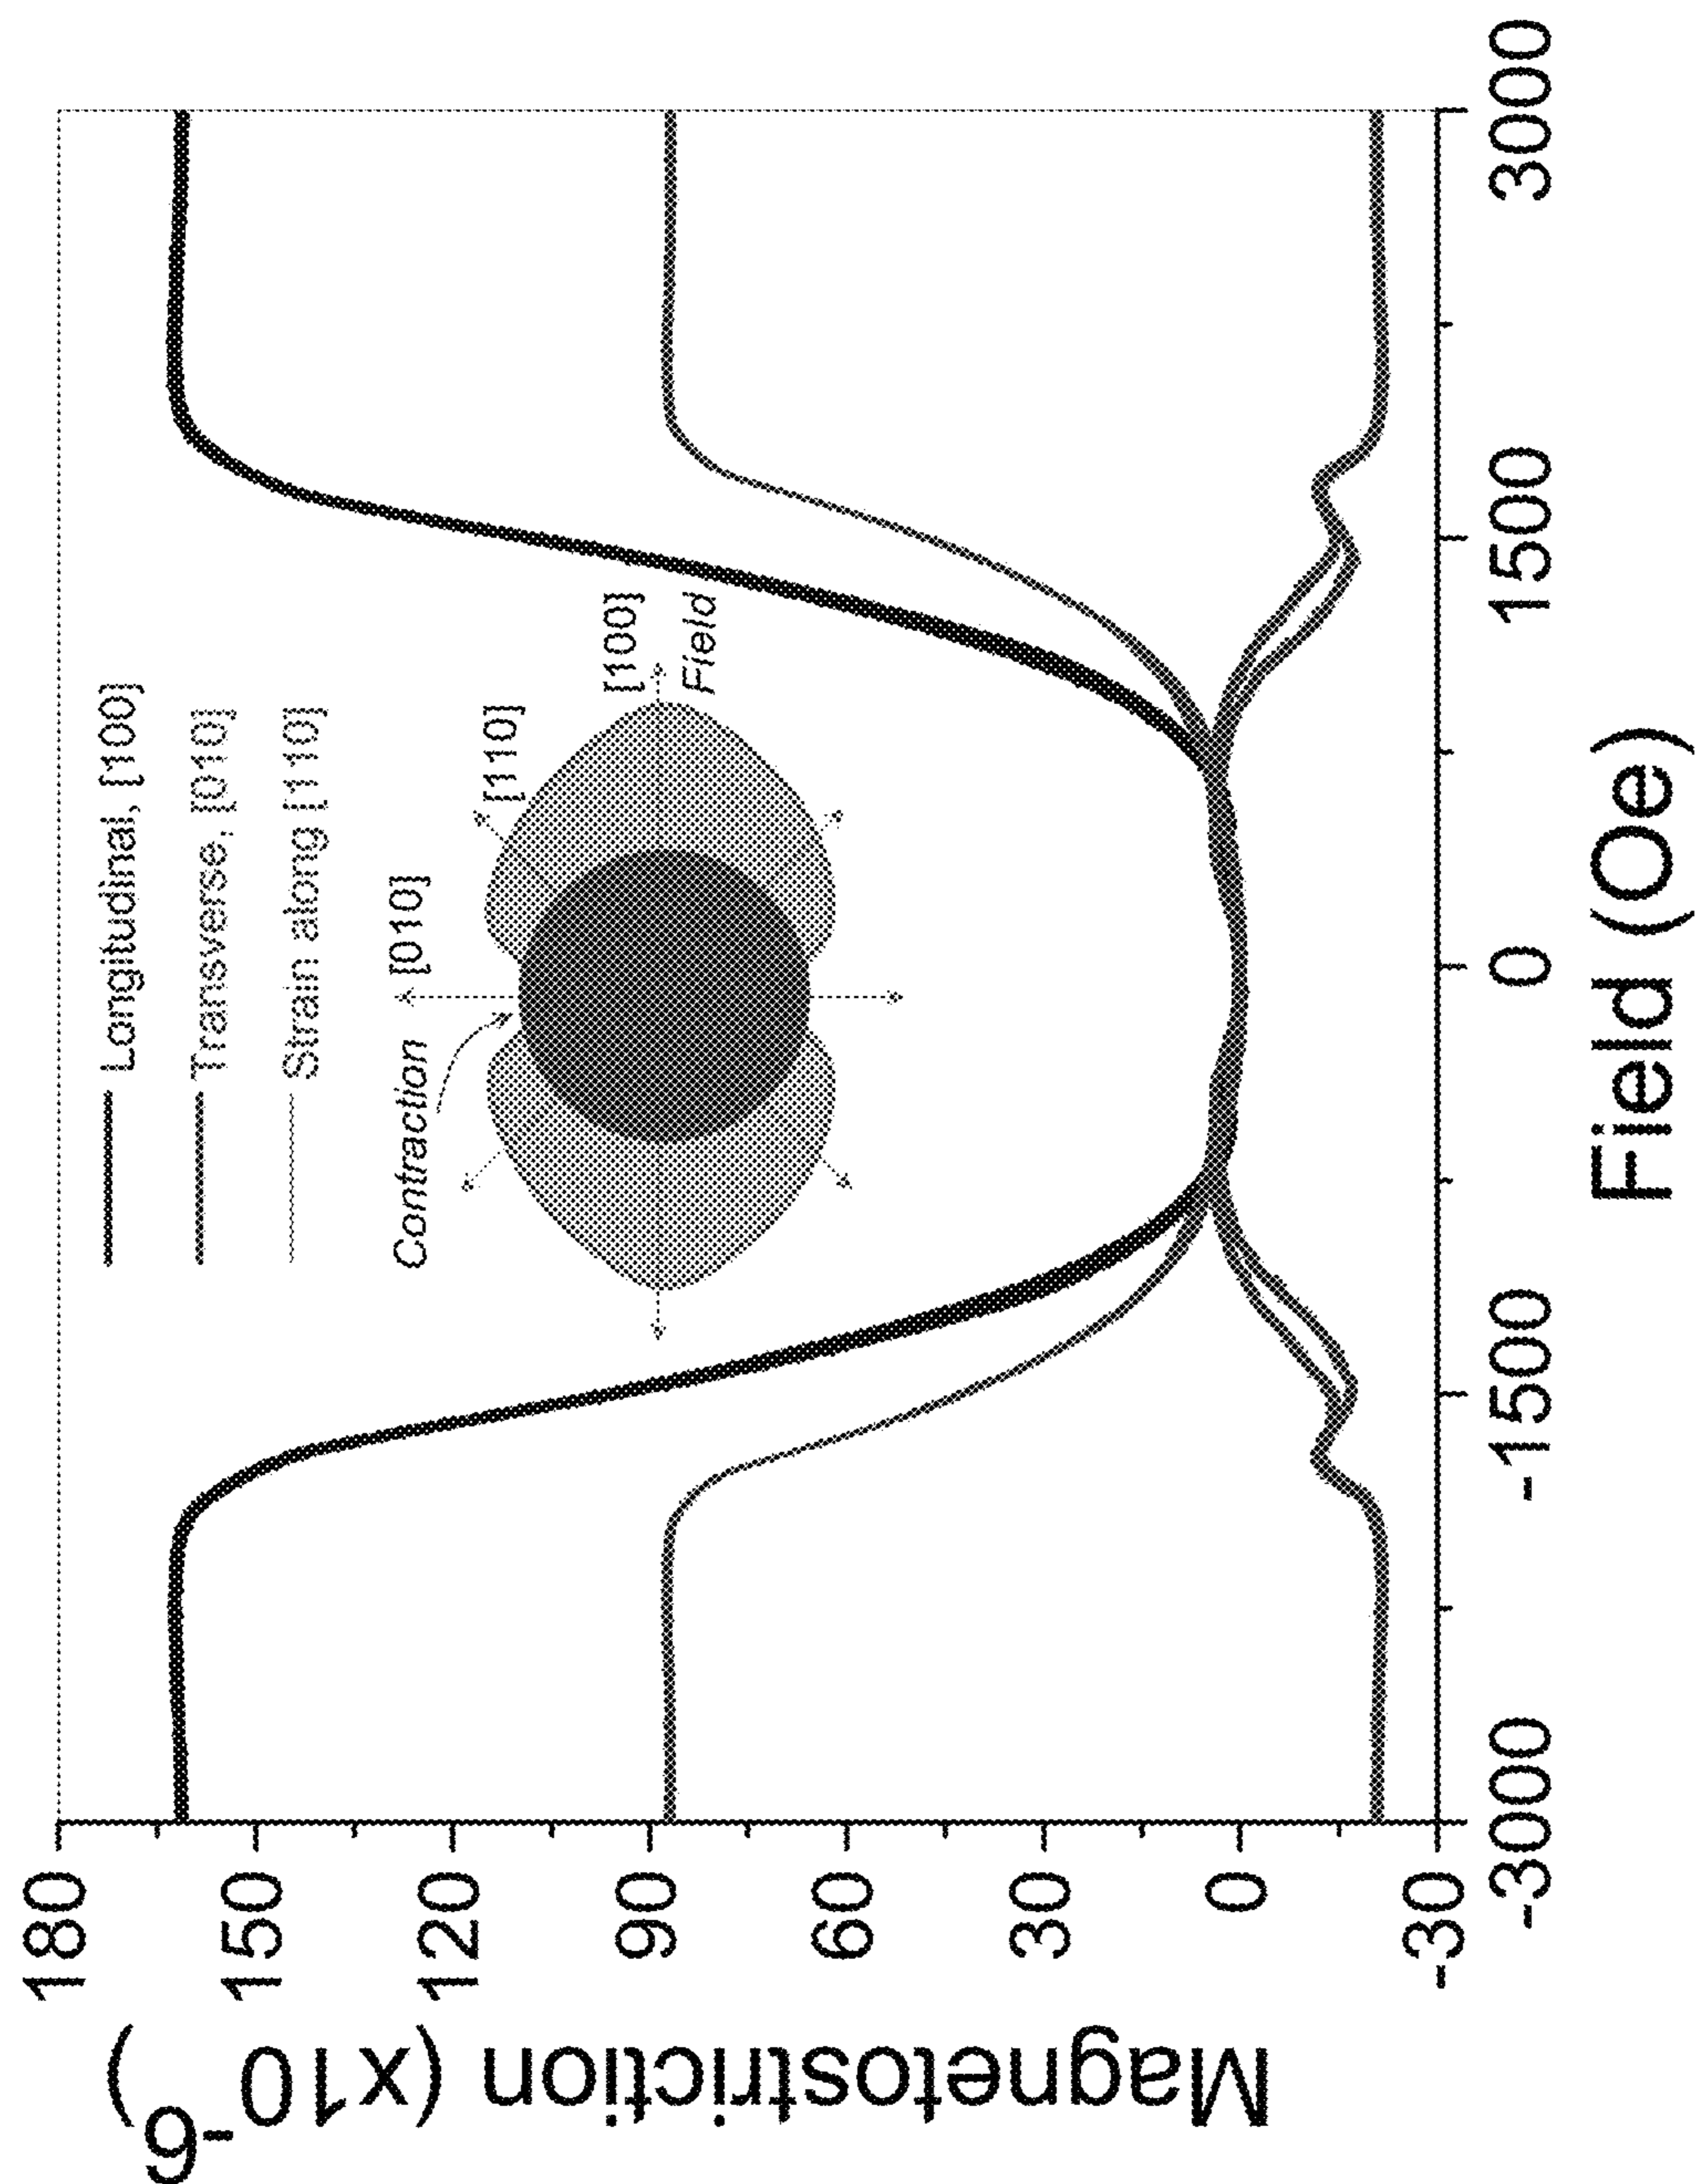 Magnetostriction (x10-6)
180
150
120
90
60
30
0
-30
Longitudinal, [100]
Transverse, [010]
Strain along [110]
Contraction
[010]
[110]
[100]
Field
-3000
-1500
0
1500
3000
Field (Oe)